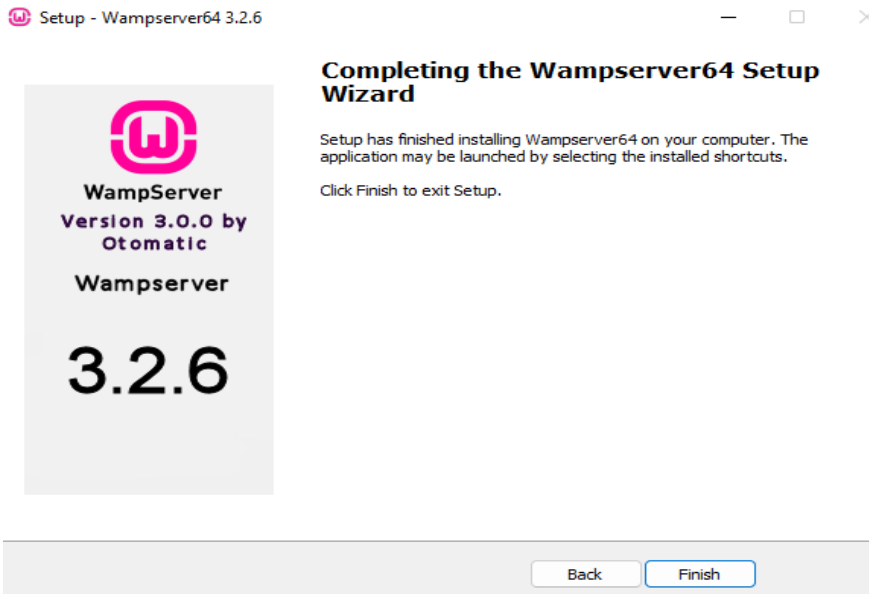 Setup - Wampserver64 3.2.6
Completing the Wampserver64 Setup
Wizard
Setup has finished installing Wampserver64 on your computer. The
application may be launched by selecting the installed shortcuts.
Click Finish to exit Setup.
W
WampServer
Version 3.0.0 by
Otomatic
Wampserver
3.2.6
Back
Finish